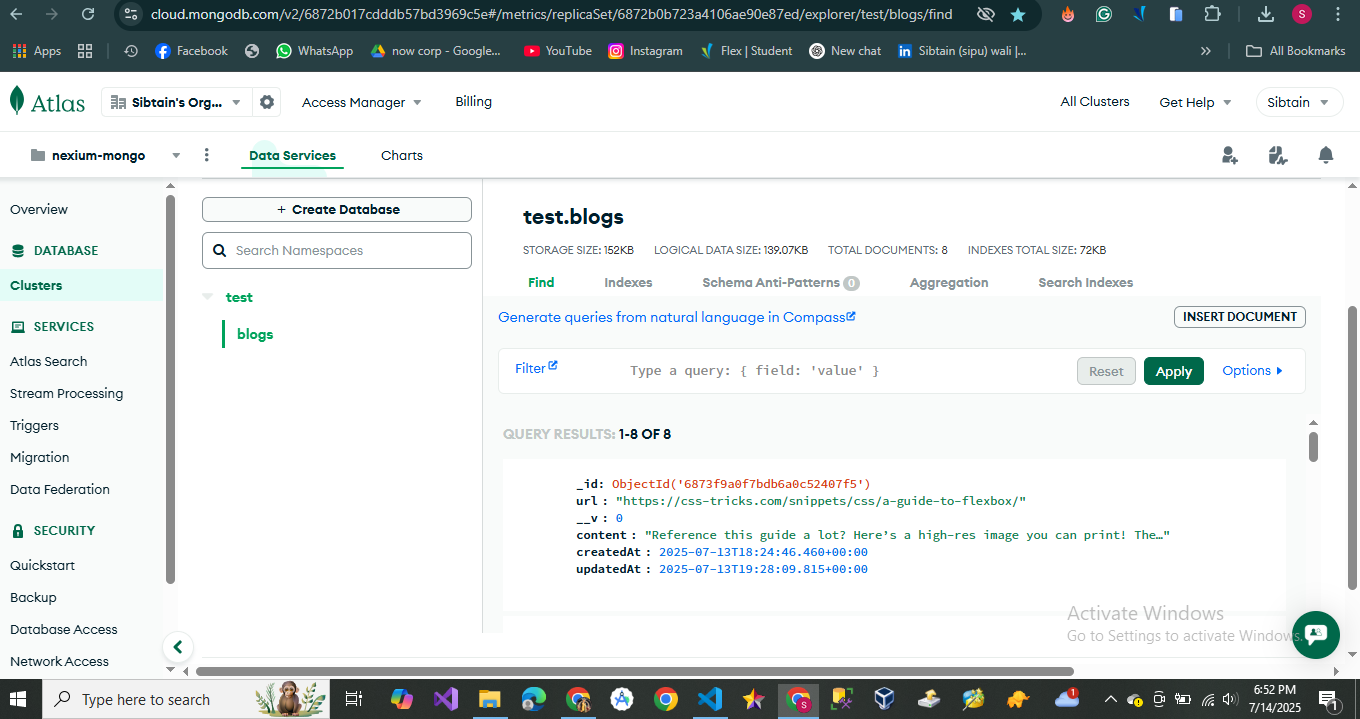 cloud.mongodb.com/v2/6872b017cdddb57bd3969c5e#/metrics/replicaSet/6872b0b723a4106ae90e87ed/explorer/test/blogs/find
S
Apps Facebook WhatsApp now corp - Google... YouTube Instagram Flex | Student New chat Sibtain (sipu) wali |... » All Bookmarks
Atlas Sibtain's Org... Access Manager Billing All Clusters Get Help Sibtain
nexium-mongo Data Services Charts
Overview
DATABASE
Clusters
SERVICES
Atlas Search
Stream Processing
Triggers
Migration
Data Federation
SECURITY
Quickstart
Backup
Database Access
Network Access
+ Create Database
Search Namespaces
test
blogs
test.blogs
STORAGE SIZE: 152KB LOGICAL DATA SIZE: 139.07KB TOTAL DOCUMENTS: 8 INDEXES TOTAL SIZE: 72KB
Find Indexes Schema Anti-Patterns 0 Aggregation Search Indexes
Generate queries from natural language in Compass
INSERT DOCUMENT
Filter Type a query: { field: 'value' } Reset Apply Options
QUERY RESULTS: 1-8 OF 8
_id: ObjectId('6873f9a0f7bdb6a0c52407f5')
url : "https://css-tricks.com/snippets/css/a-guide-to-flexbox/"
__v : 0
content : "Reference this guide a lot? Here's a high-res image you can print! The…"
createdAt : 2025-07-13T18:24:46.460+00:00
updatedAt : 2025-07-13T19:28:09.815+00:00
Activate Windows
Go to Settings to activate Windows.
Type here to search
S
1
6:52 PM
7/14/2025
1